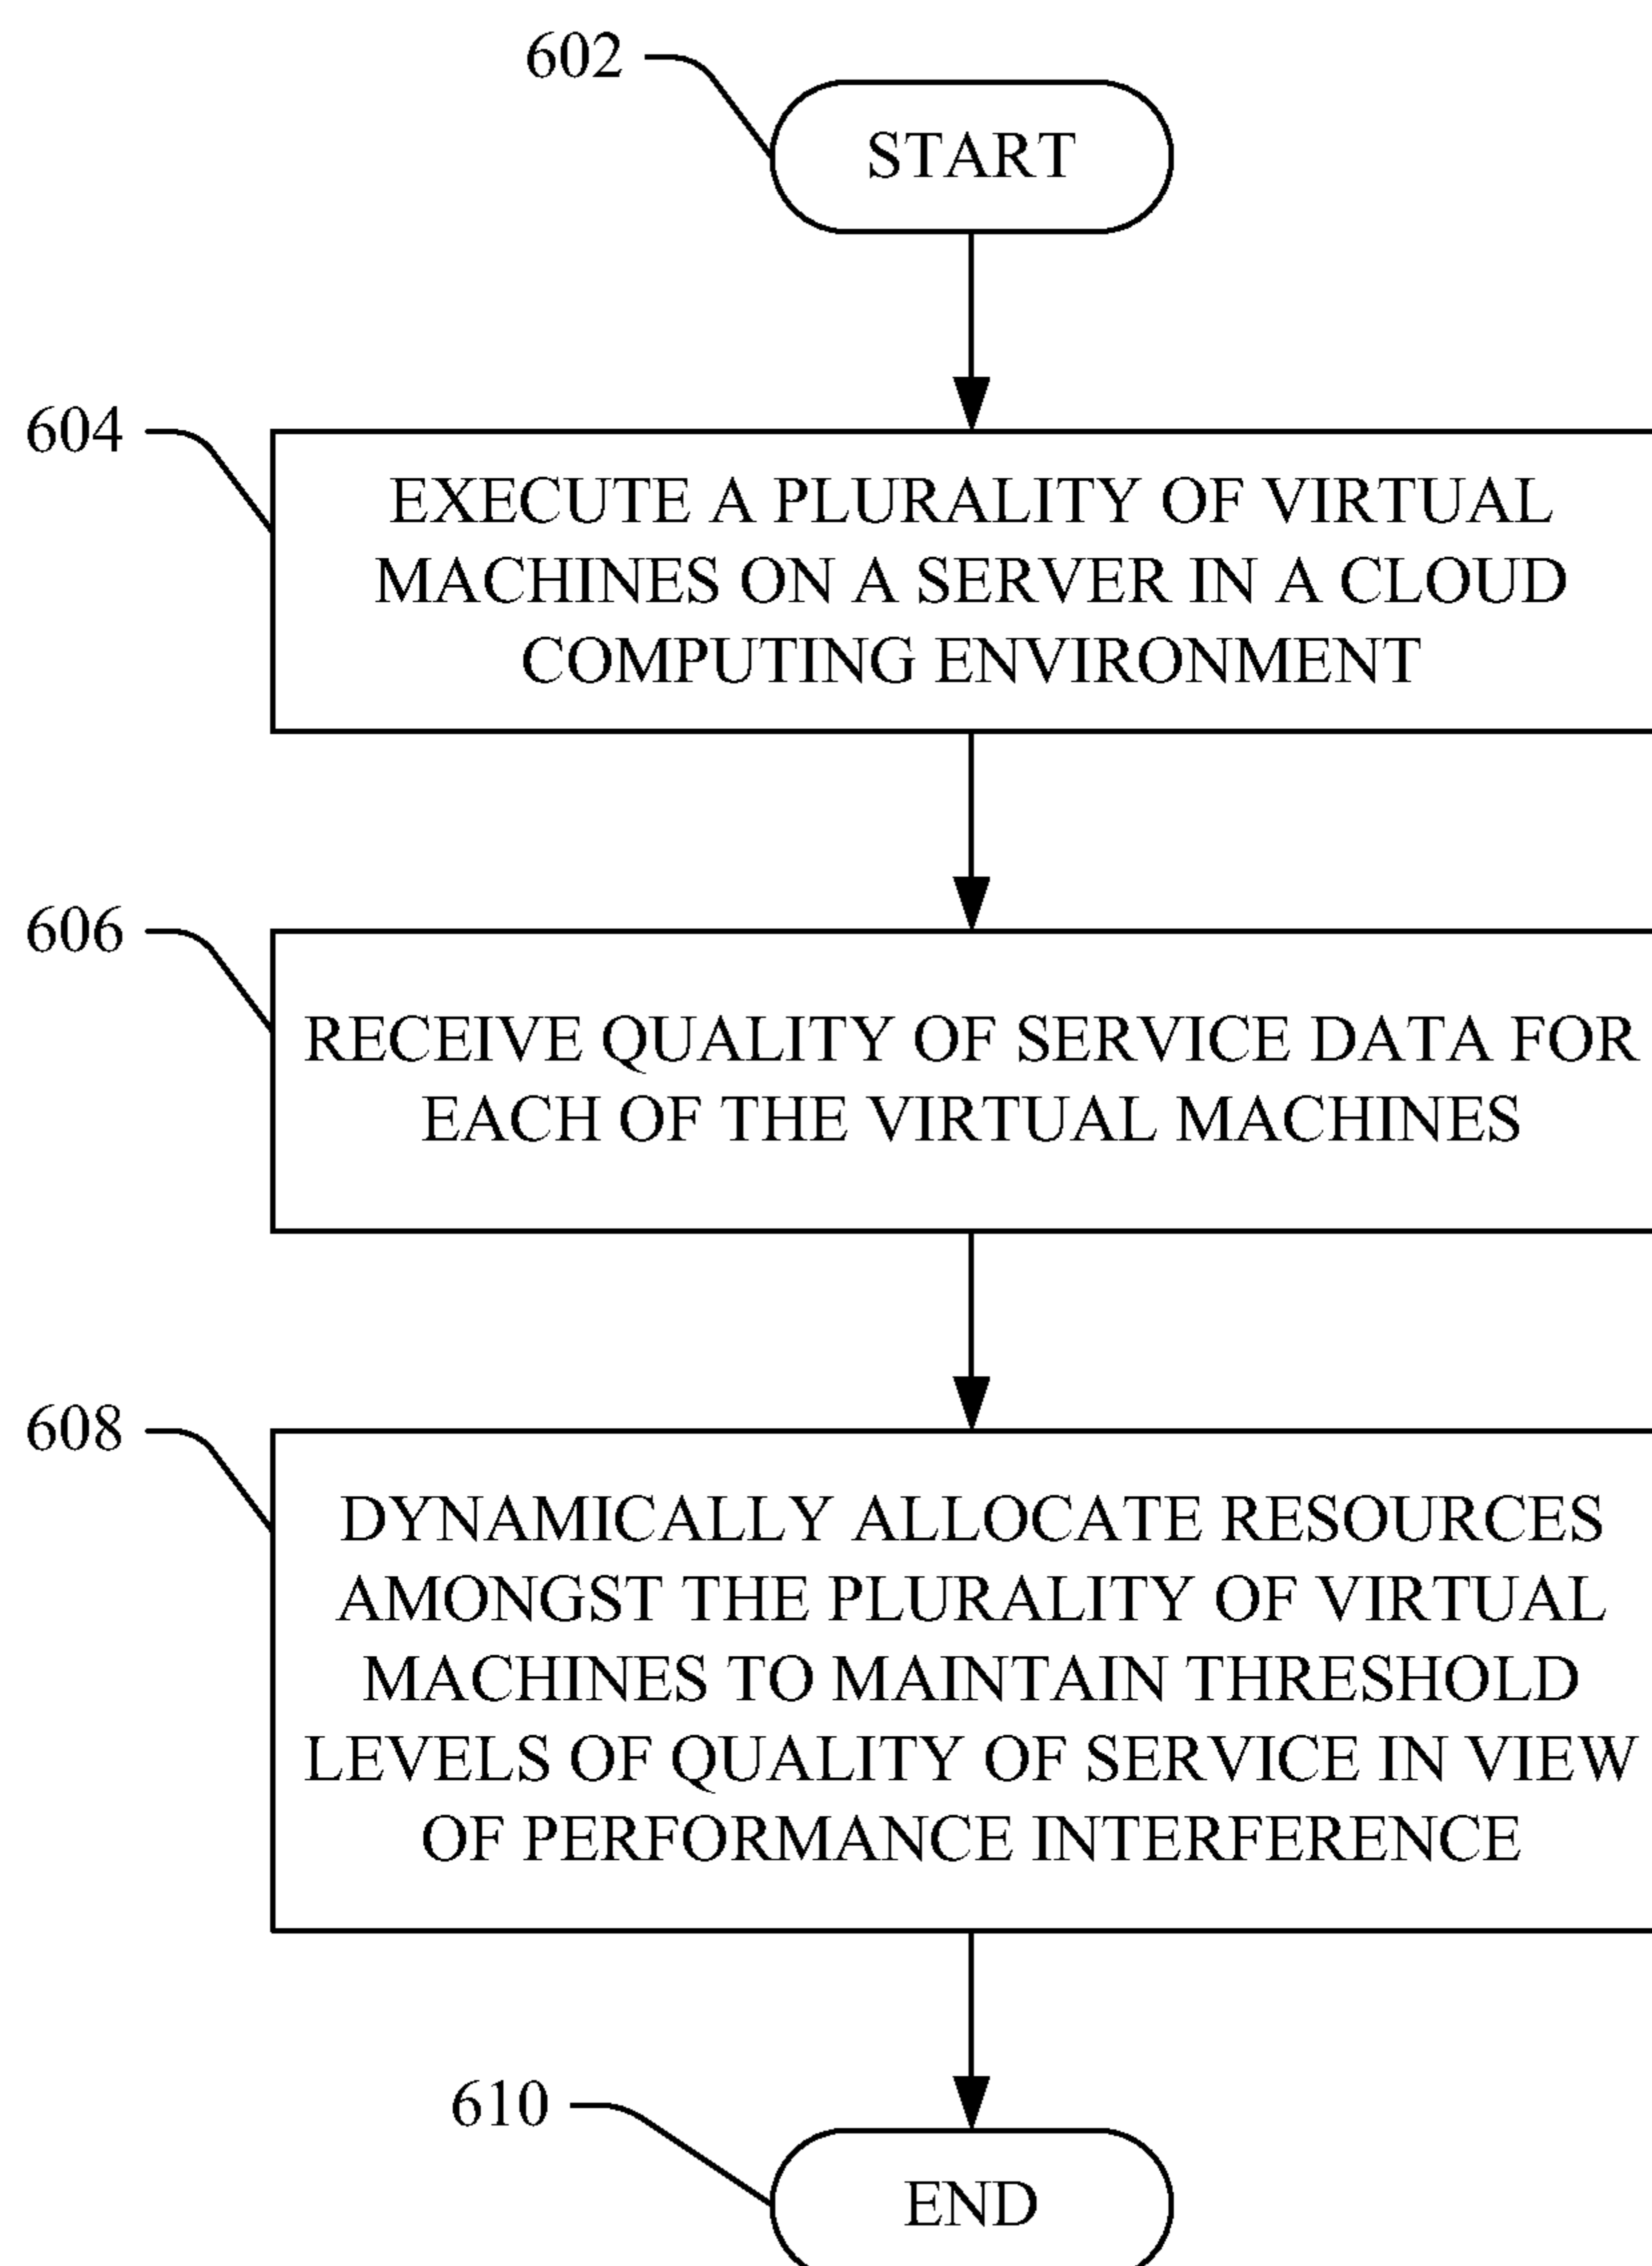 602
START
604
EXECUTE A PLURALITY OF VIRTUAL
MACHINES ON A SERVER IN A CLOUD
COMPUTING ENVIRONMENT
606
RECEIVE QUALITY OF SERVICE DATA FOR
EACH OF THE VIRTUAL MACHINES
608
DYNAMICALLY ALLOCATE RESOURCES
AMONGST THE PLURALITY OF VIRTUAL
MACHINES TO MAINTAIN THRESHOLD
LEVELS OF QUALITY OF SERVICE IN VIEW
OF PERFORMANCE INTERFERENCE
610
END